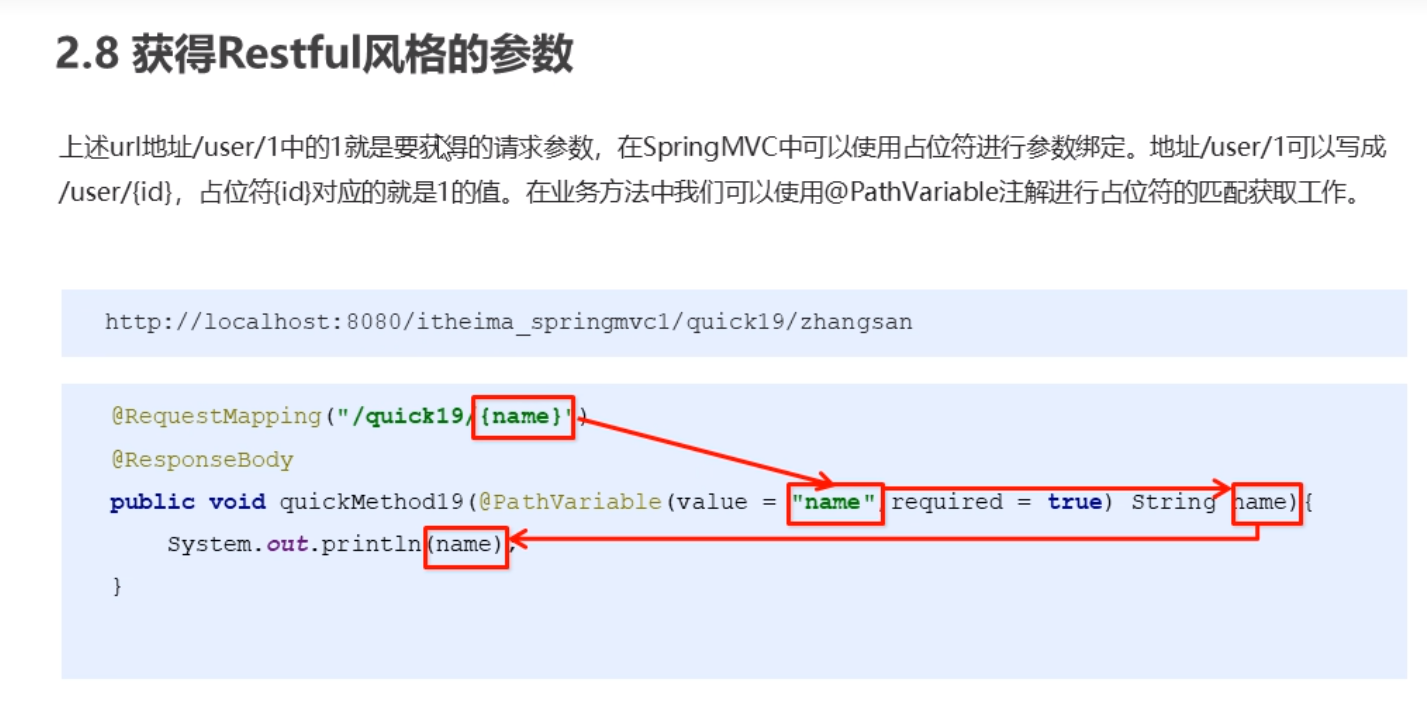 2.8 获得Restful风格的参数
上述url地址/user/1中的1就是要获得的请求参数，在SpringMVC中可以使用占位符进行参数绑定。地址/user/1可以写成
/user/{id}，占位符{id}对应的就是1的值。在业务方法中我们可以使用@PathVariable注解进行占位符的匹配获取工作。
http://localhost:8080/itheima_springmvc1/quick19/zhangsan
@RequestMapping("/quick19/{name}")
@ResponseBody
public void quickMethod19(@PathVariable(value = "name",required = true) String name){
System.out.println(name);
}